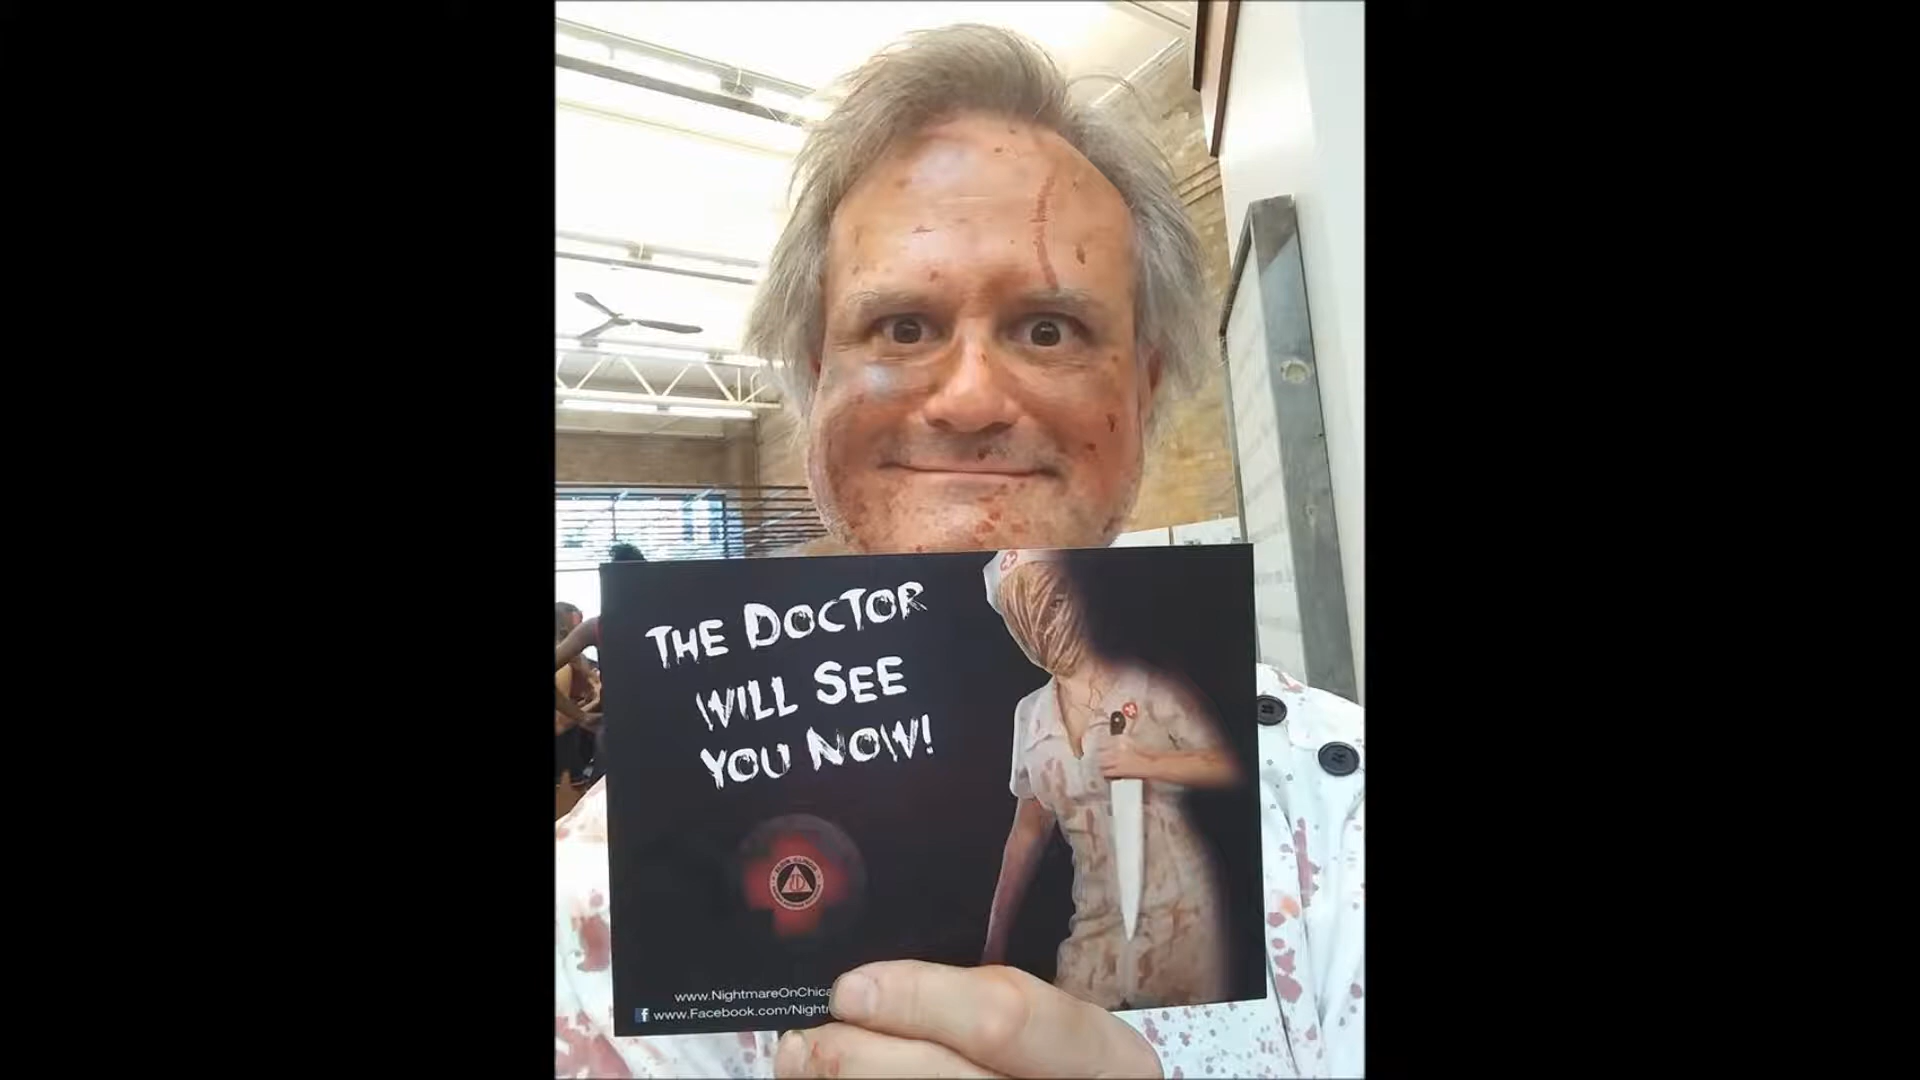 THE DOCTOR
WILL SEE
YOU NOW!
www.NightmareOnChica
f www.Facebook.com/Night